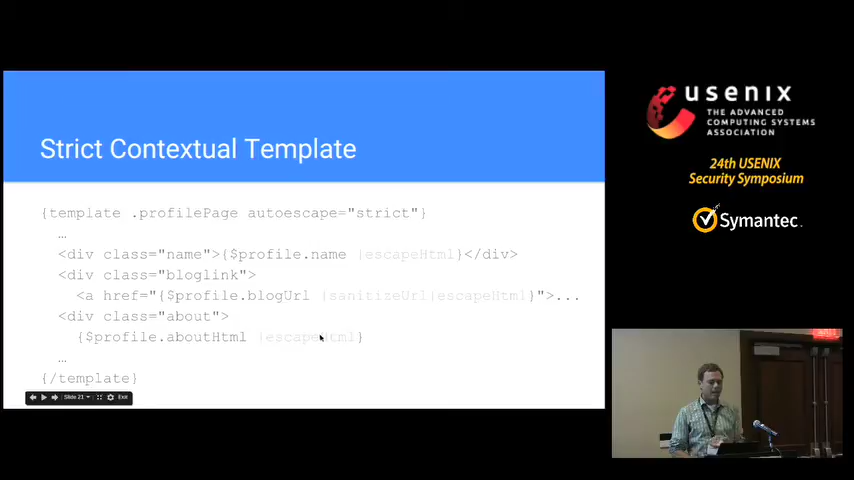 Strict Contextual Template
{template .profilePage autoescape="strict"}
…
<div class="name">{$profile.name |escapeHtml}</div>
<div class="bloglink">
<a href="{$profile.blogUrl |sanitizeUrl|escapeHtml}">...
<div class="about">
{$profile.aboutHtml |escapeHtml}
…
{/template}
Slide 21
Exit
usenix
THE ADVANCED
COMPUTING SYSTEMS
ASSOCIATION
24th USENIX
Security Symposium
Symantec.